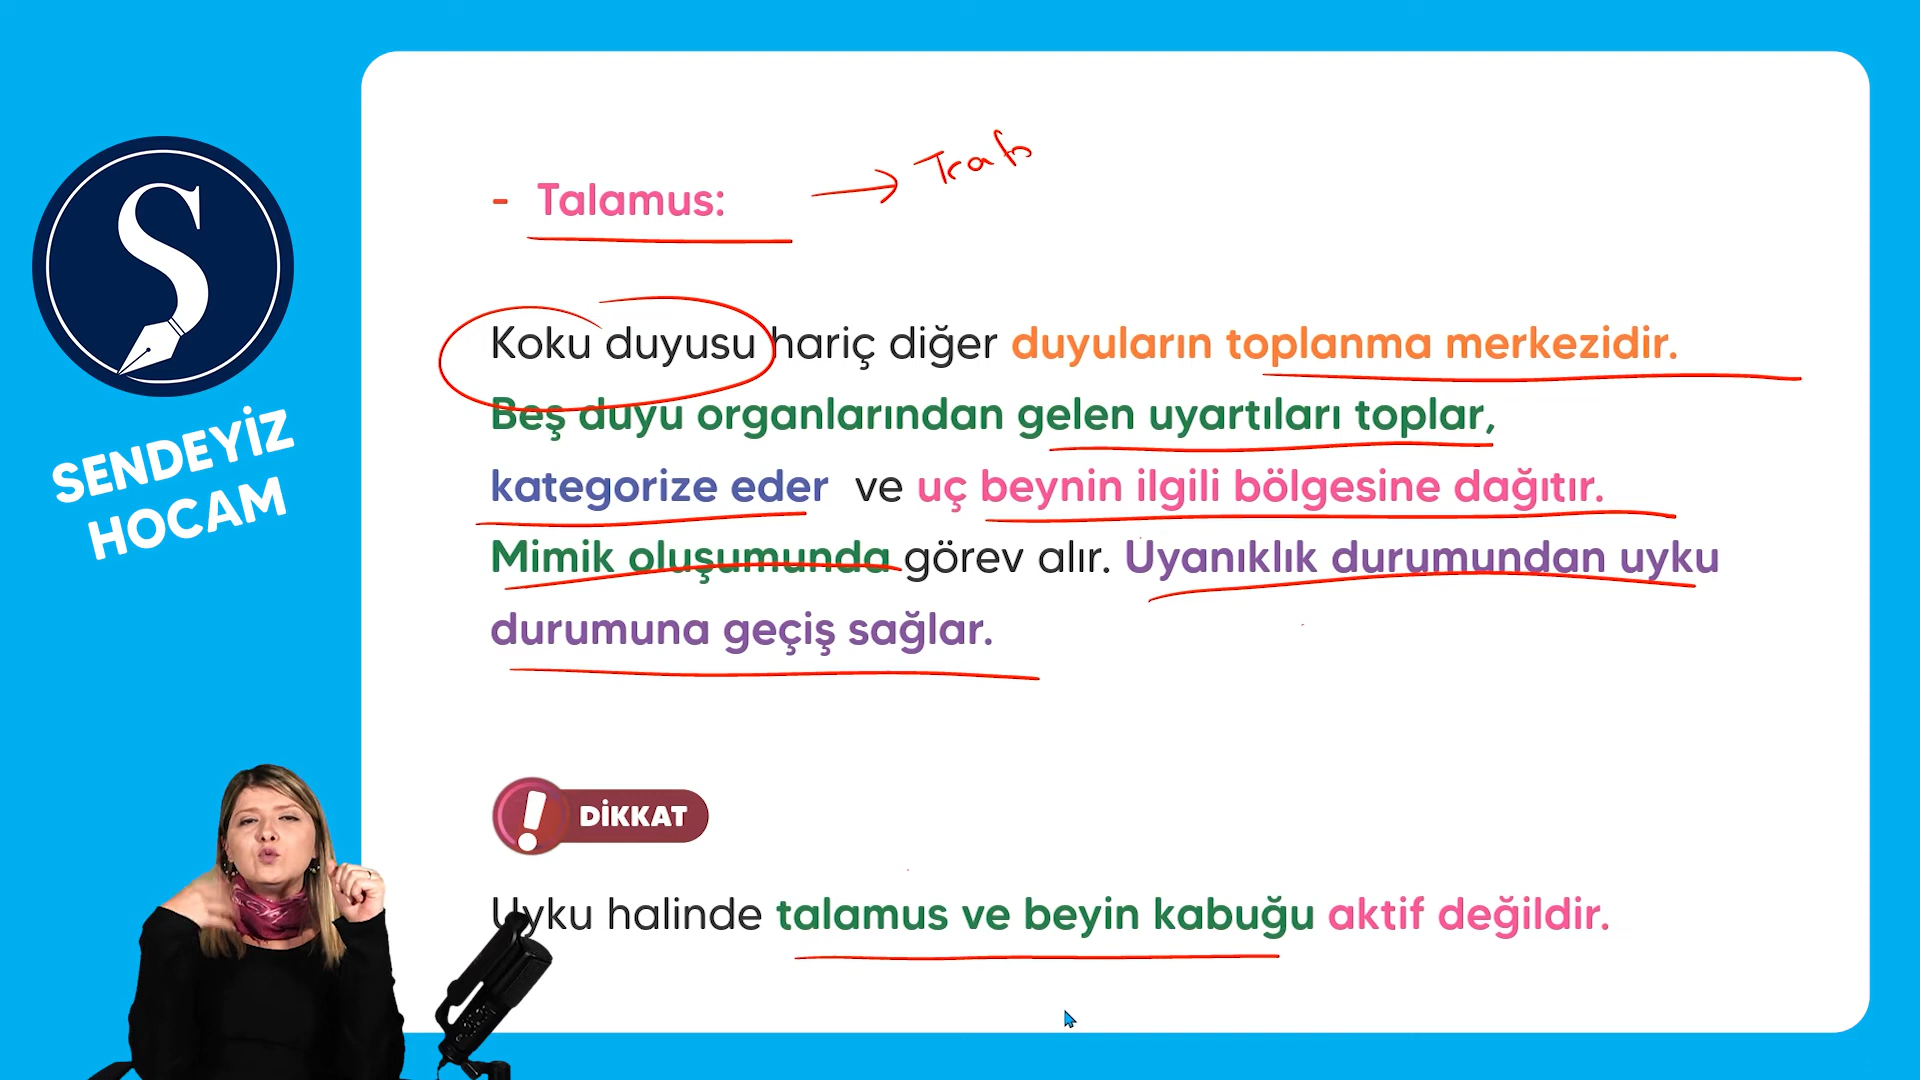 SENDEYİZ
HOCAM
- Talamus:
Koku duyusu hariç diğer duyuların toplanma merkezidir.
Beş duyu organlarından gelen uyartıları toplar,
kategorize eder ve uç beynin ilgili bölgesine dağıtır.
Mimik oluşumunda görev alır. Uyanıklık durumundan uyku
durumuna geçiş sağlar.
! DİKKAT
Uyku halinde talamus ve beyin kabuğu aktif değildir.